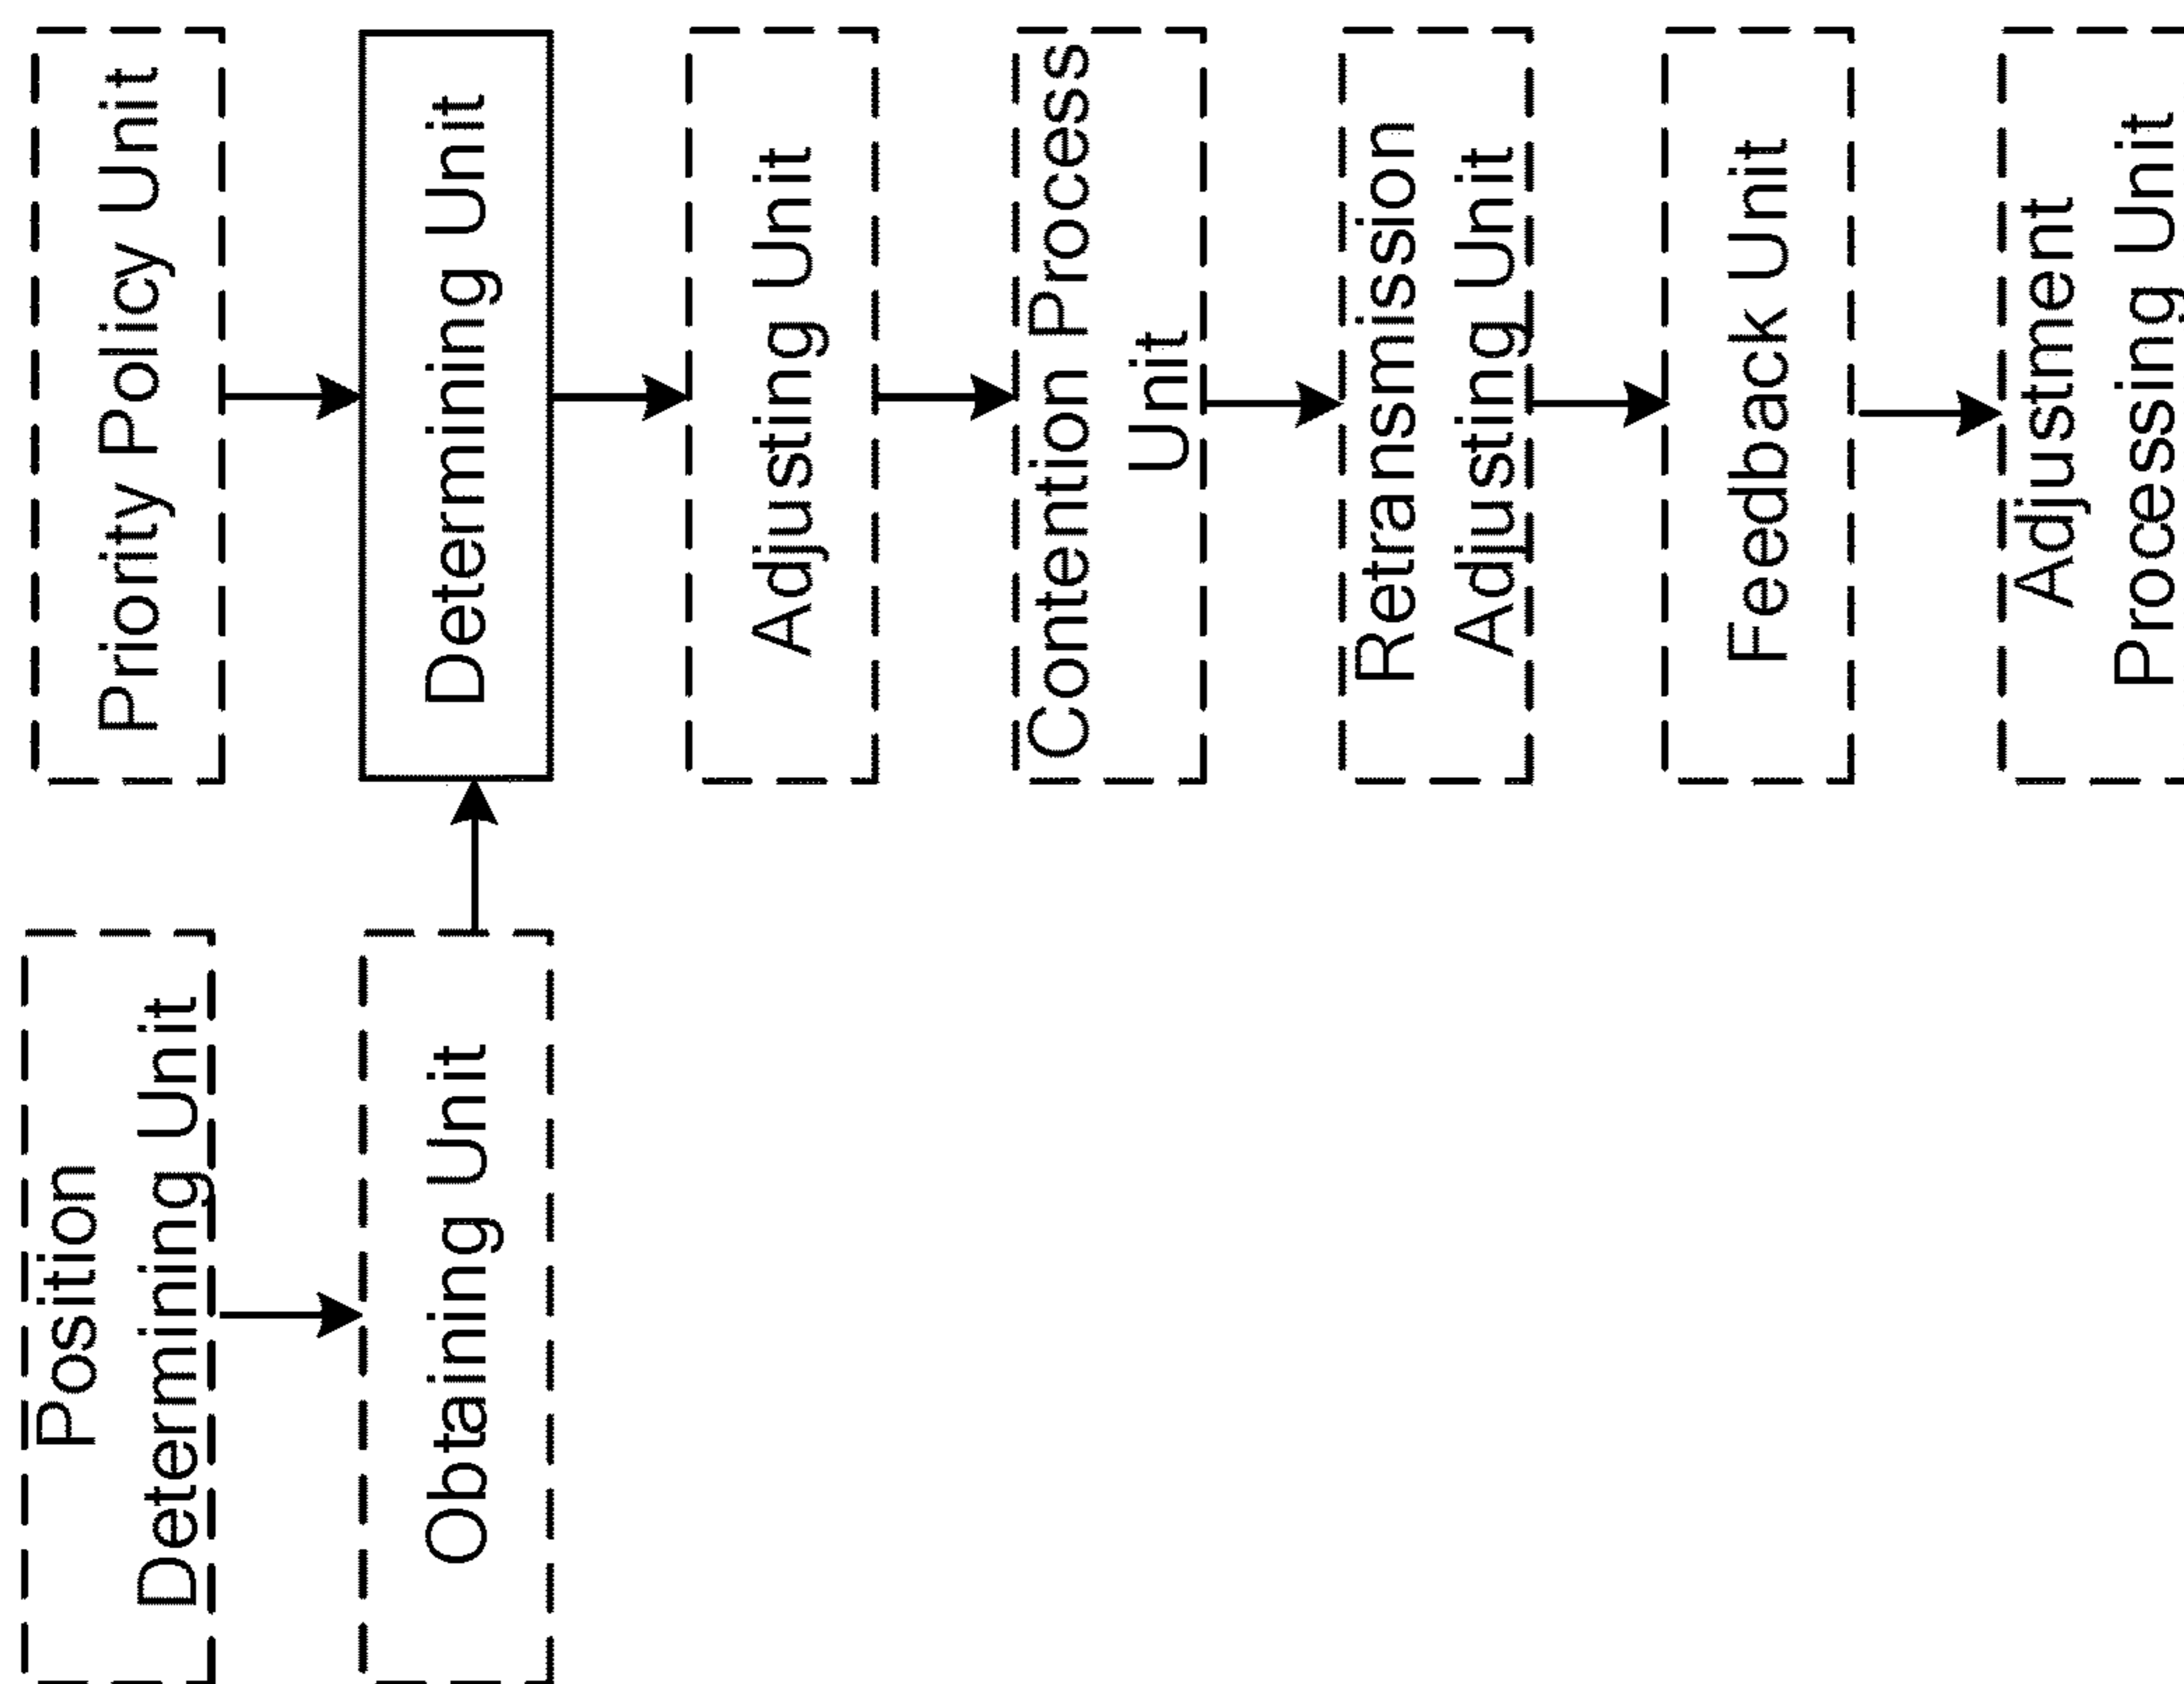 Priority Policy Unit
Determining Unit
Adjusting Unit
Contention Process
Unit
Retransmission
Adjusting Unit
Feedback Unit
Adjustment
Processing Unit
Position
Determining Unit
Obtaining Unit